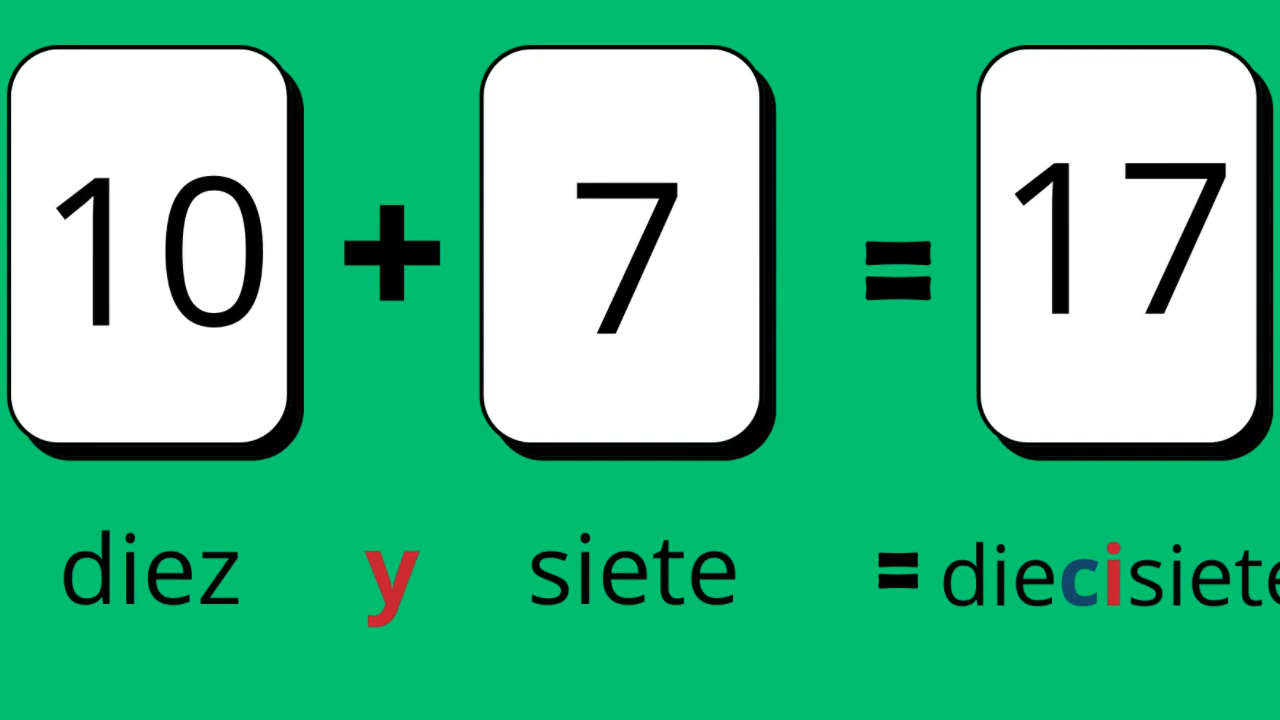 10 + 7 = 17
diez y siete = diecisiete